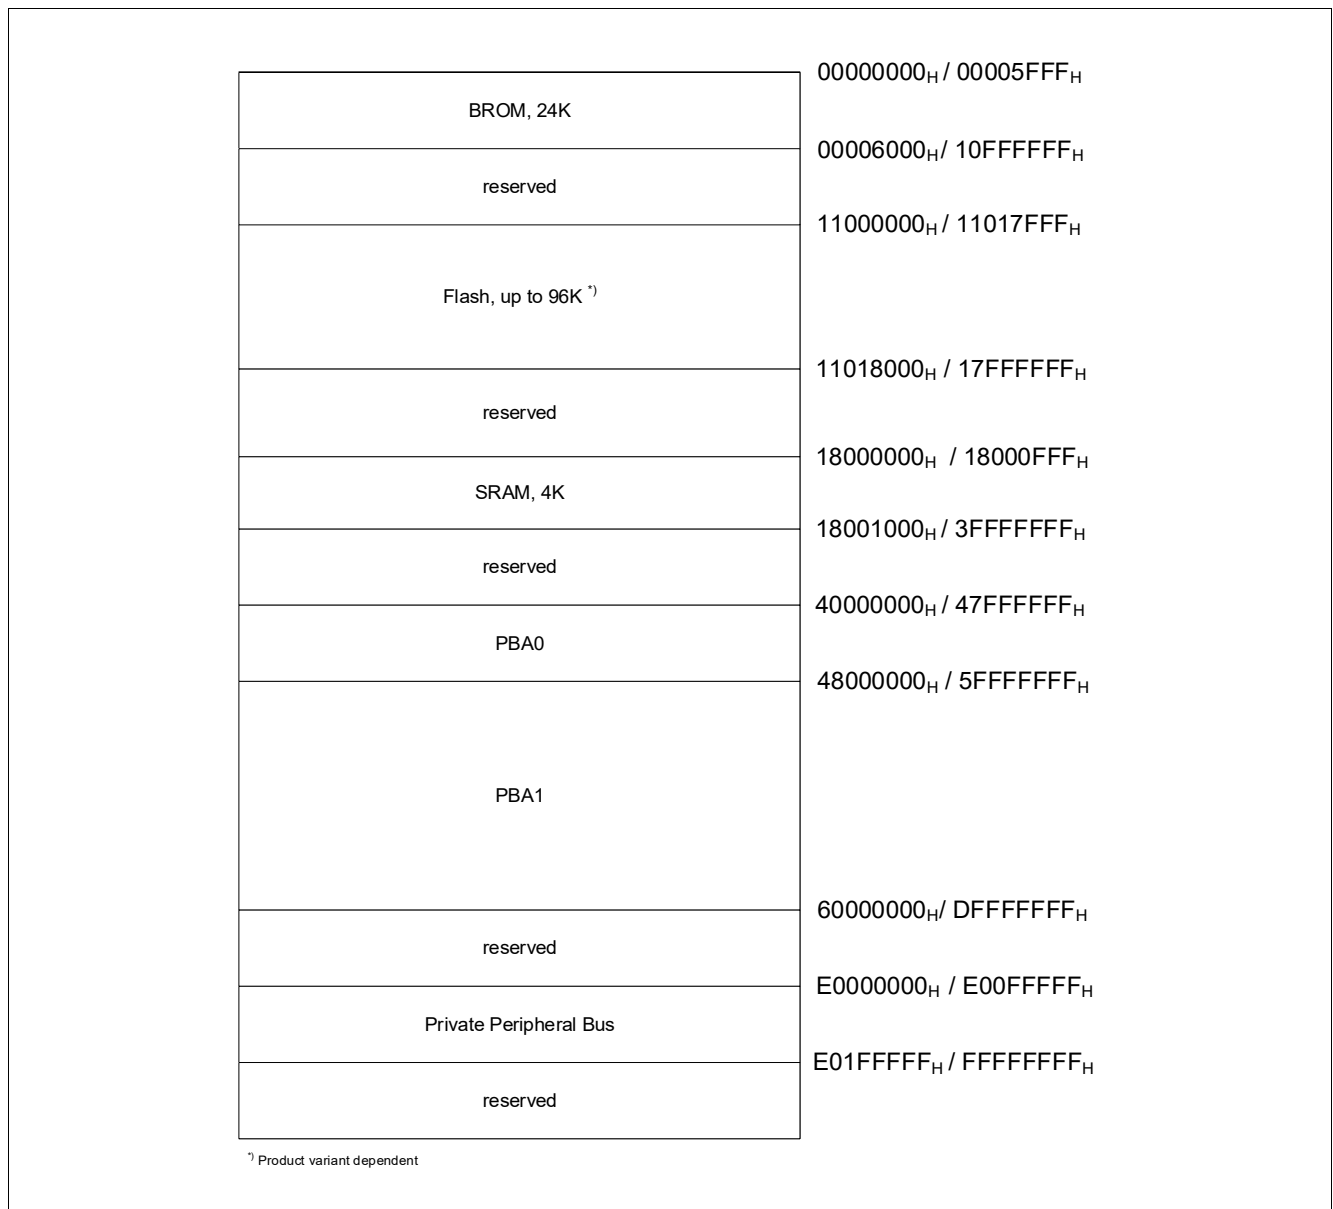 00000000H / 00005FFFH
BROM, 24K
00006000H / 10FFFFFFH
reserved
11000000H / 11017FFFH
Flash, up to 96K *)
11018000H / 17FFFFFFH
reserved
18000000H / 18000FFFH
SRAM, 4K
18001000H / 3FFFFFFFH
reserved
40000000H / 47FFFFFFH
PBA0
48000000H / 5FFFFFFFH
PBA1
60000000H/ DFFFFFFFH
reserved
E0000000H / E00FFFFFH
Private Peripheral Bus
E01FFFFFH / FFFFFFFFH
reserved
*) Product variant dependent